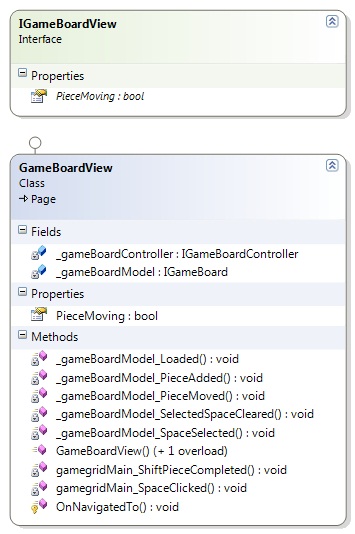 IGameBoardView
Interface
Properties
PieceMoving : bool
GameBoardView
Class
Page
Fields
_gameBoardController : IGameBoardController
_gameBoardModel : IGameBoard
Properties
PieceMoving : bool
Methods
_gameBoardModel_Loaded() : void
_gameBoardModel_PieceAdded() : void
_gameBoardModel_PieceMoved() : void
_gameBoardModel_SelectedSpaceCleared() : void
_gameBoardModel_SpaceSelected() : void
GameBoardView() (+ 1 overload)
gamegridMain_ShiftPieceCompleted() : void
gamegridMain_SpaceClicked() : void
OnNavigatedTo() : void